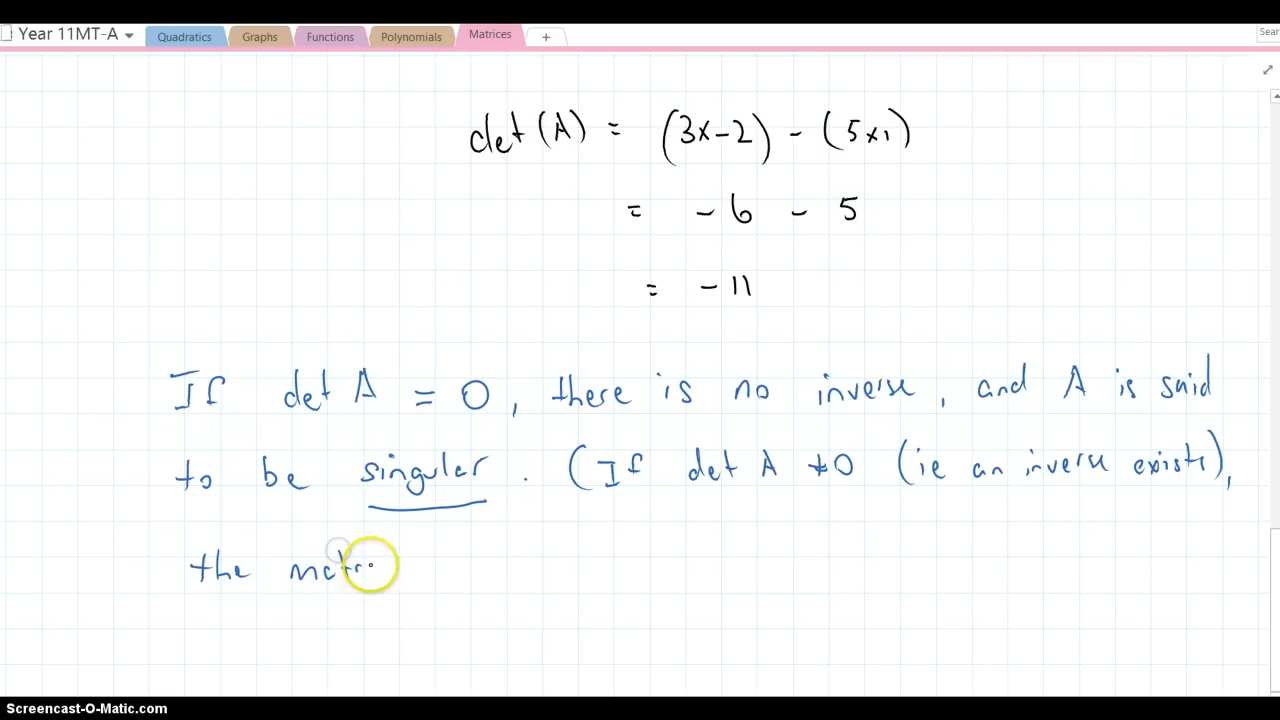 Year 11MT-A Quadratics Graphs Functions Polynomials Matrices + Sear
det(A) = (3x-2) - (5x1)
= -6 - 5
= -11
If det A = 0, there is no inverse, and A is said
to be singular. (If det A ≠0 (ie an inverse exists),
the matr
Screencast-O-Matic.com